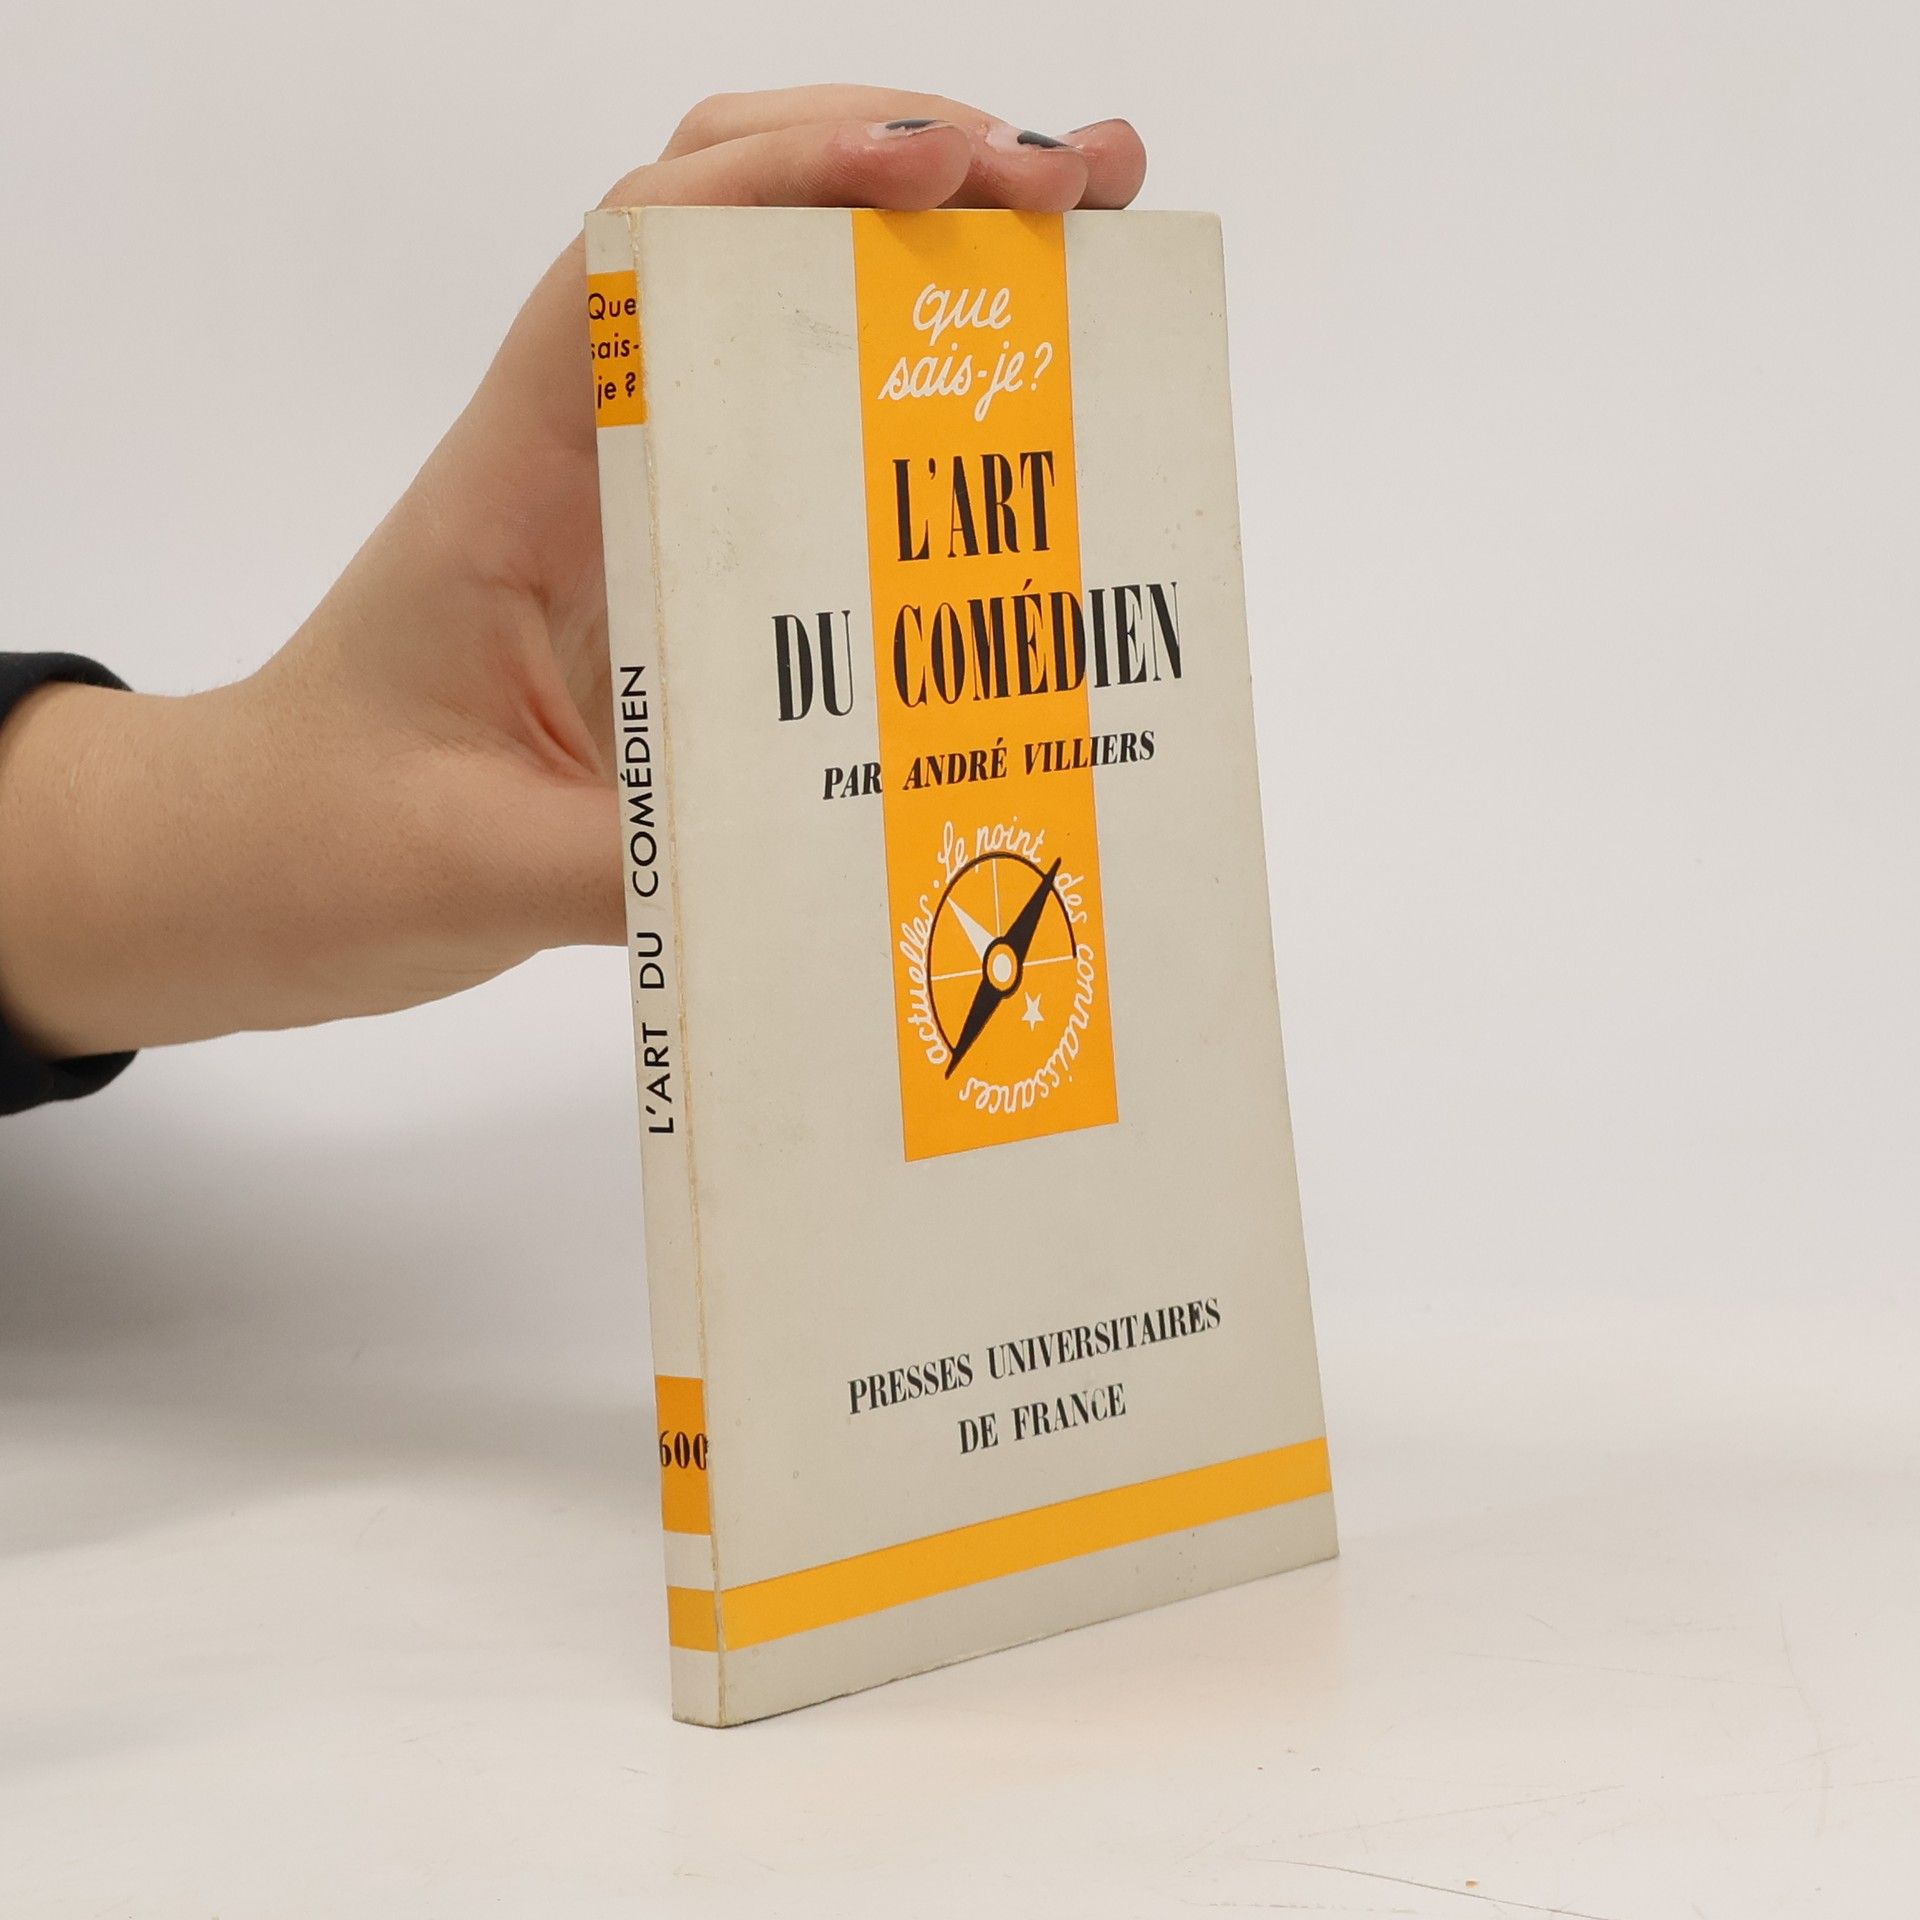 Que
sais-
je ?
L'ART DU COMÉDIEN
600
que
sais-je?
L'ART
DU COMÉDIEN
PAR ANDRÉ VILLIERS
Le point des connaissances actuelles.
PRESSES UNIVERSITAIRES
DE FRANCE